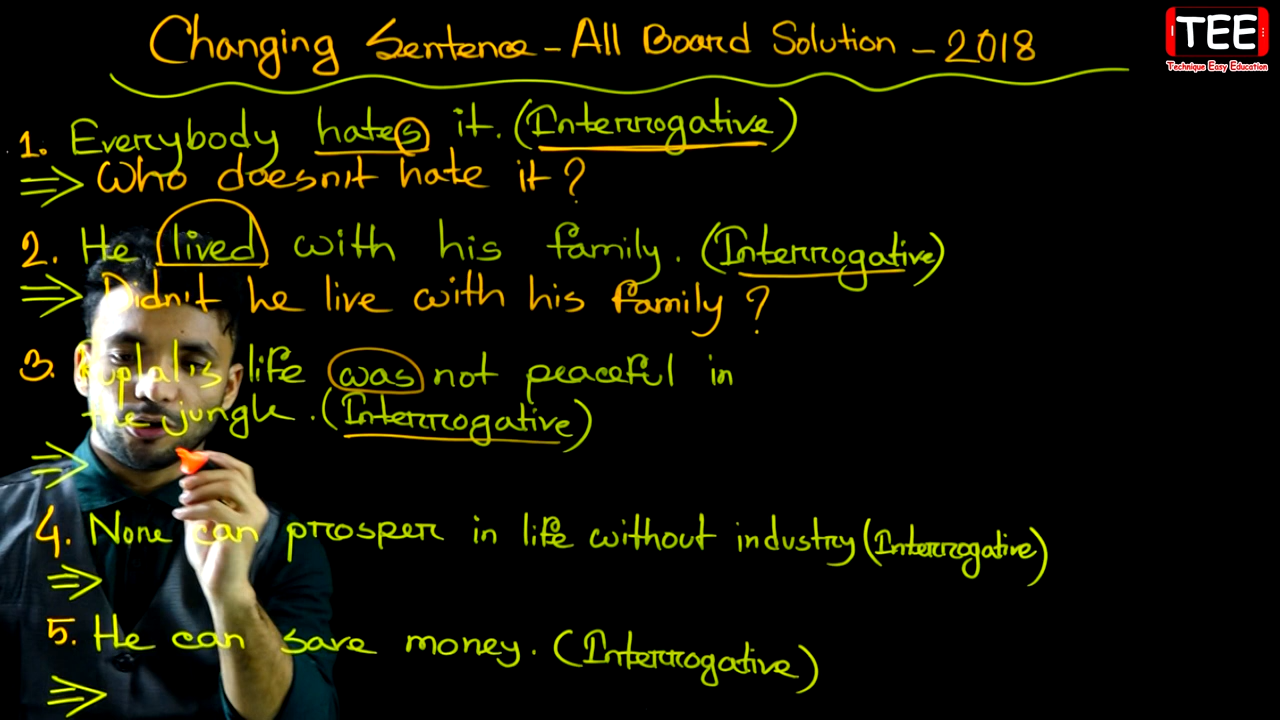 Changing Sentence - All Board Solution - 2018
TEE
Technique Easy Education
1. Everybody hates it. (Interrogative)
⇒ Who doesn't hate it?
2. He lived with his family. (Interrogative)
⇒ Didn't he live with his family?
3. life was not peaceful in
the jungle. (Interrogative)
⇒
4. None can prosper in life without industry (Interrogative)
⇒
5. He can save money. (Interrogative)
⇒